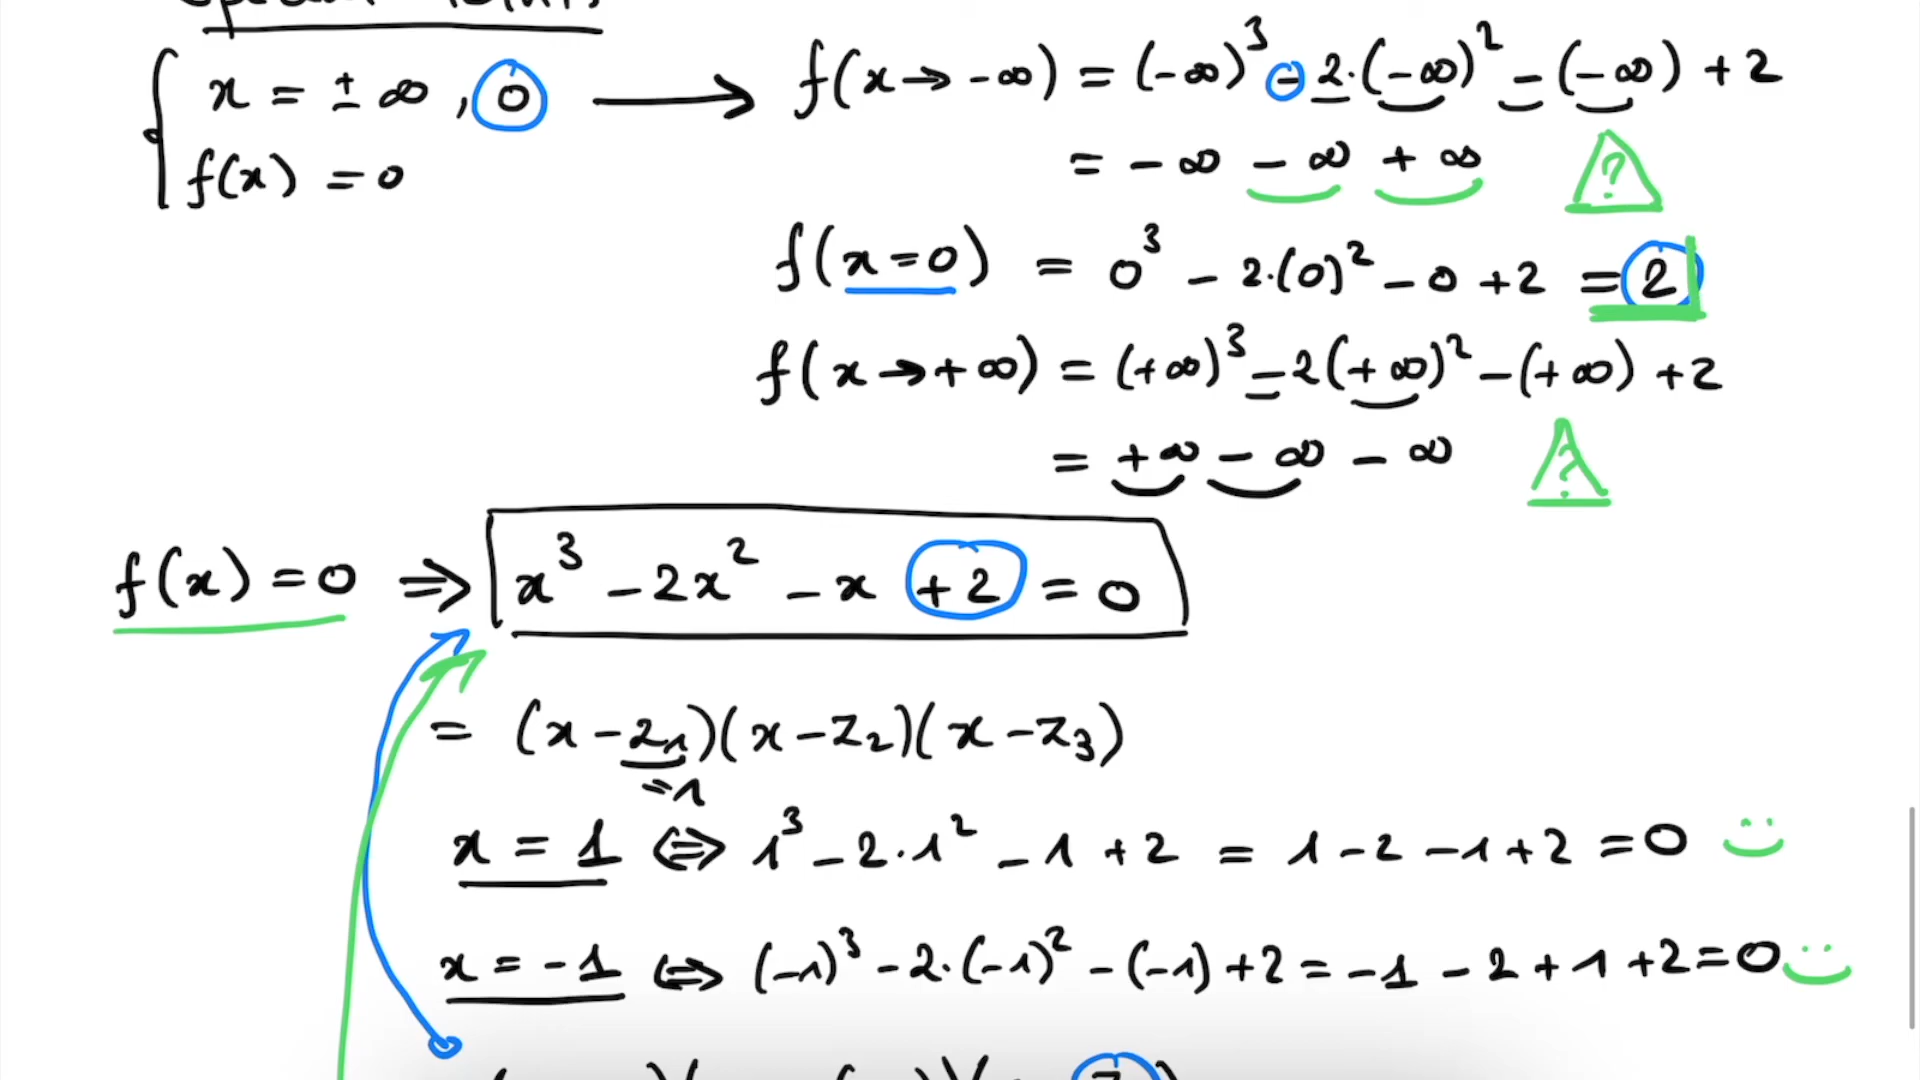 x = ± ∞ , 0 → f(x→ -∞) = (-∞)³ - 2·(-∞)² - (-∞) + 2
f(x) = 0
= - ∞ - ∞ + ∞ ?
f(x=0) = 0³ - 2·(0)² - 0 + 2 = 2
f(x→+∞) = (+∞)³ - 2(+∞)² - (+∞) + 2
= +∞ - ∞ - ∞ ?
f(x) = 0 ⇒ x³ - 2x² - x + 2 = 0
= (x - z₁)(x - z₂)(x - z₃)
=1
x = 1 ⇔ 1³ - 2·1² - 1 + 2 = 1 - 2 - 1 + 2 = 0
x = -1 ⇔ (-1)³ - 2·(-1)² - (-1) + 2 = -1 - 2 + 1 + 2 = 0